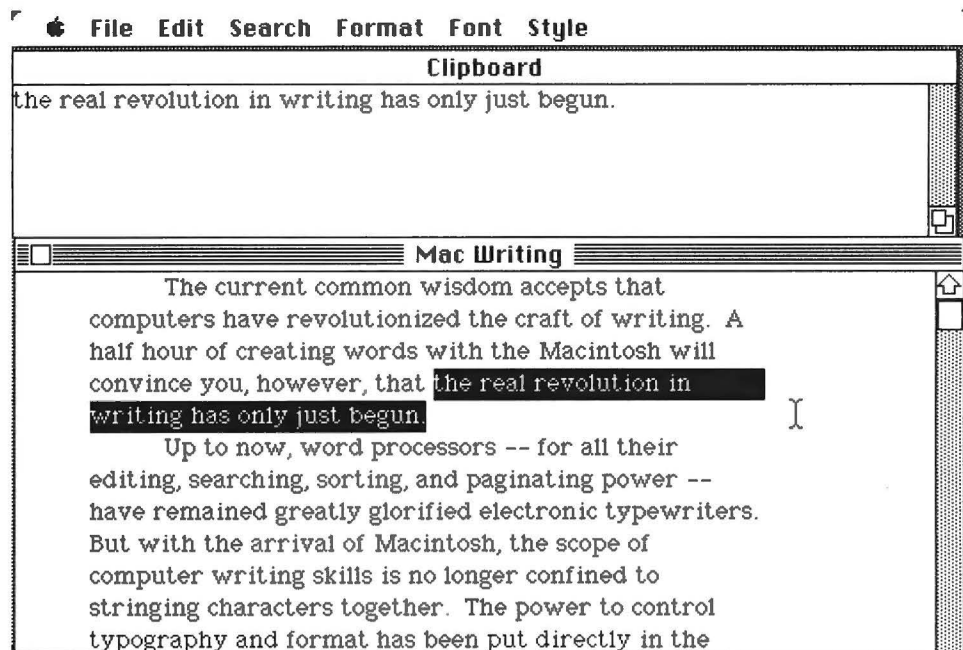 File Edit Search Format Font Style
Clipboard
the real revolution in writing has only just begun.
Mac Writing
The current common wisdom accepts that
computers have revolutionized the craft of writing.  A
half hour of creating words with the Macintosh will
convince you, however, that the real revolution in
writing has only just begun.
Up to now, word processors -- for all their
editing, searching, sorting, and paginating power --
have remained greatly glorified electronic typewriters.
But with the arrival of Macintosh, the scope of
computer writing skills is no longer confined to
stringing characters together.  The power to control
typography and format has been put directly in the